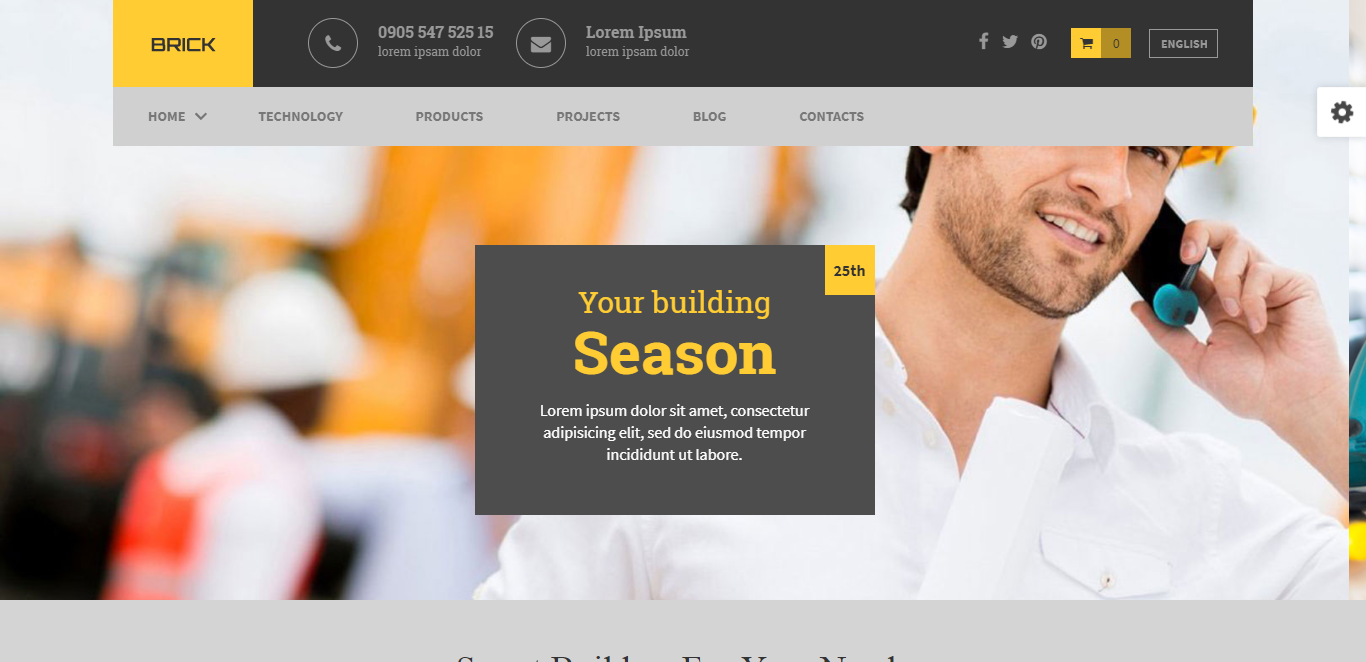 BRICK
0905 547 525 15
lorem ipsam dolor
Lorem Ipsum
lorem ipsam dolor
0
ENGLISH
HOME
TECHNOLOGY
PRODUCTS
PROJECTS
BLOG
CONTACTS
25th
Your building
Season
Lorem ipsum dolor sit amet, consectetur
adipisicing elit, sed do eiusmod tempor
incididunt ut labore.